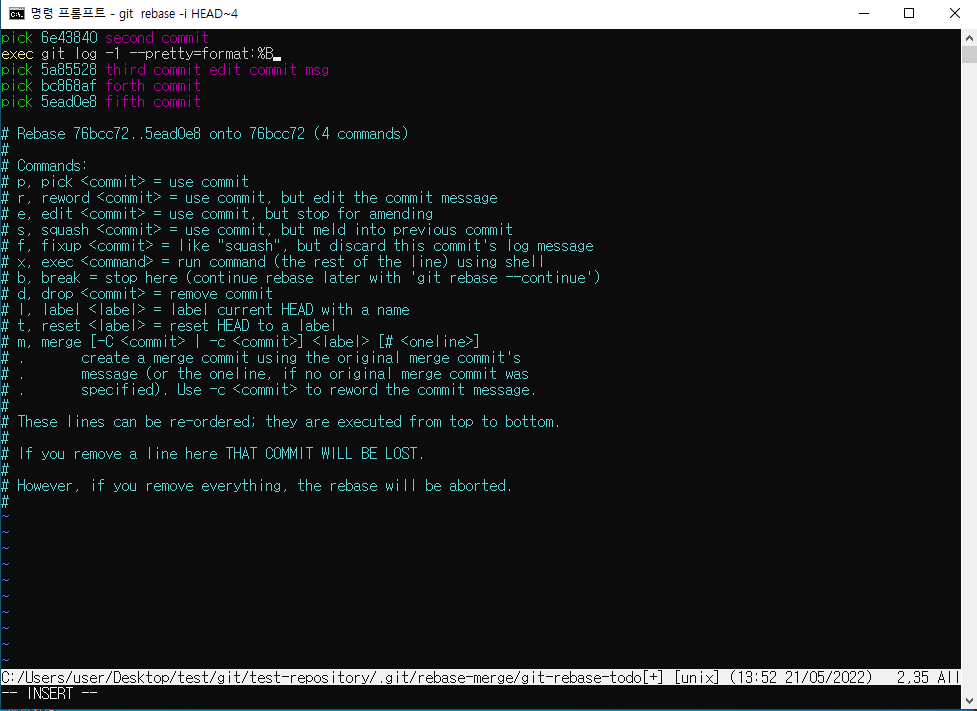 명령 프롬프트 - git  rebase -i HEAD~4
pick 6e43840 second commit
exec git log -1 --pretty=format:%B
pick 5a85528 third commit edit commit msg
pick bc868af forth commit
pick 5ead0e8 fifth commit
# Rebase 76bcc72..5ead0e8 onto 76bcc72 (4 commands)
#
# Commands:
# p, pick <commit> = use commit
# r, reword <commit> = use commit, but edit the commit message
# e, edit <commit> = use commit, but stop for amending
# s, squash <commit> = use commit, but meld into previous commit
# f, fixup <commit> = like "squash", but discard this commit's log message
# x, exec <command> = run command (the rest of the line) using shell
# b, break = stop here (continue rebase later with 'git rebase --continue')
# d, drop <commit> = remove commit
# l, label <label> = label current HEAD with a name
# t, reset <label> = reset HEAD to a label
# m, merge [-C <commit> | -c <commit>] <label> [# <oneline>]
# .       create a merge commit using the original merge commit's
# .       message (or the oneline, if no original merge commit was
# .       specified). Use -c <commit> to reword the commit message.
#
# These lines can be re-ordered; they are executed from top to bottom.
#
# If you remove a line here THAT COMMIT WILL BE LOST.
#
# However, if you remove everything, the rebase will be aborted.
#
~
~
~
~
~
~
~
~
~
~
C:/Users/user/Desktop/test/git/test-repository/.git/rebase-merge/git-rebase-todo[+] [unix] (13:52 21/05/2022)   2,35 All
-- INSERT --